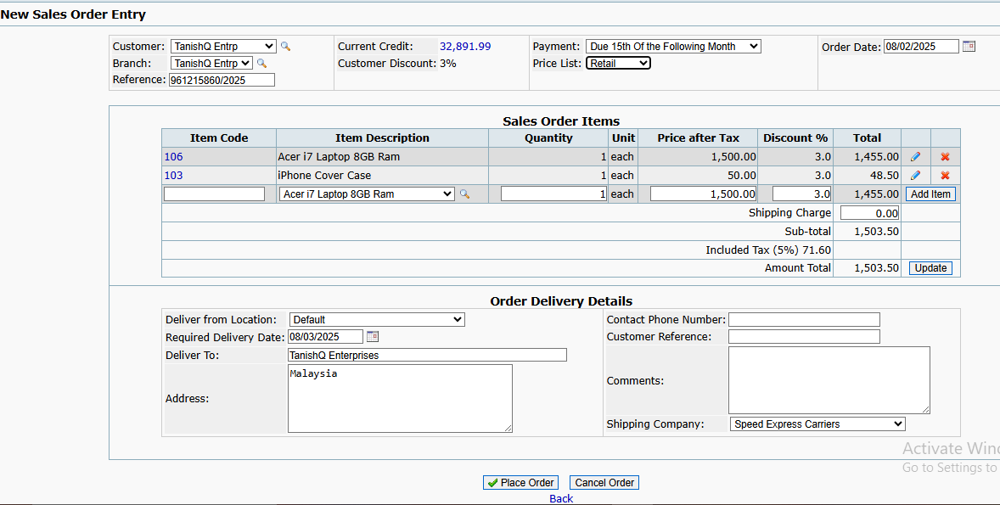 New Sales Order Entry
Customer: TanishQ Entrp Current Credit: 32,891.99 Payment: Due 15th Of the Following Month Order Date: 08/02/2025
Branch: TanishQ Entrp Customer Discount: 3% Price List: Retail
Reference: 961215860/2025
Sales Order Items
Item Code Item Description Quantity Unit Price after Tax Discount % Total
106 Acer i7 Laptop 8GB Ram 1 each 1,500.00 3.0 1,455.00
103 iPhone Cover Case 1 each 50.00 3.0 48.50
Acer i7 Laptop 8GB Ram 1 each 1,500.00 3.0 1,455.00 Add Item
Shipping Charge 0.00
Sub-total 1,503.50
Included Tax (5%) 71.60
Amount Total 1,503.50 Update
Order Delivery Details
Deliver from Location: Default Contact Phone Number:
Required Delivery Date: 08/03/2025 Customer Reference:
Deliver To: TanishQ Enterprises
Address: Malaysia Comments:
Shipping Company: Speed Express Carriers
Activate Wind
Go to Settings to
Place Order Cancel Order
Back